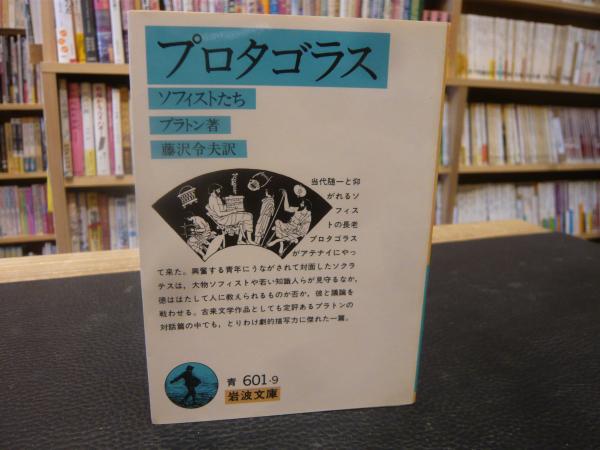 プロタゴラス
ソフィストたち
プラトン著
藤沢令夫訳
当代随一と仰
がれるソ
フィス
トの長老
プロタゴラス
がアテナイにやっ
て来た。興奮する青年にうながされて対面したソクラ
テスは、大物ソフィストや若い知識人らが見守るなか、
徳ははたして人に教えられるものか否か、彼と議論を
戦わせる。古来文学作品としても定評あるプラトンの
対話篇の中でも、とりわけ劇的描写力に傑れた一篇。
青 601-9
岩波文庫